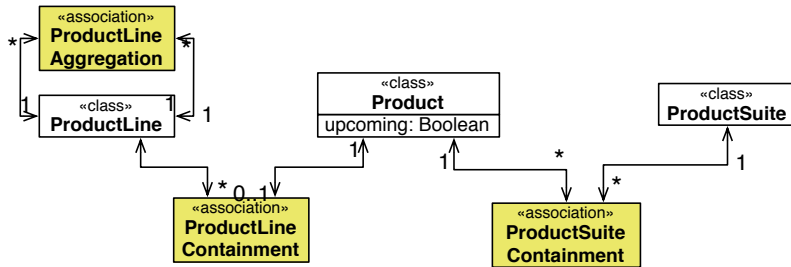 «association»
ProductLine
Aggregation
*
*
1
1
1
«class»
ProductLine
«class»
Product
upcoming: Boolean
«class»
ProductSuite
1
1
*
1
*
0..1
*
«association»
ProductLine
Containment
«association»
ProductSuite
Containment